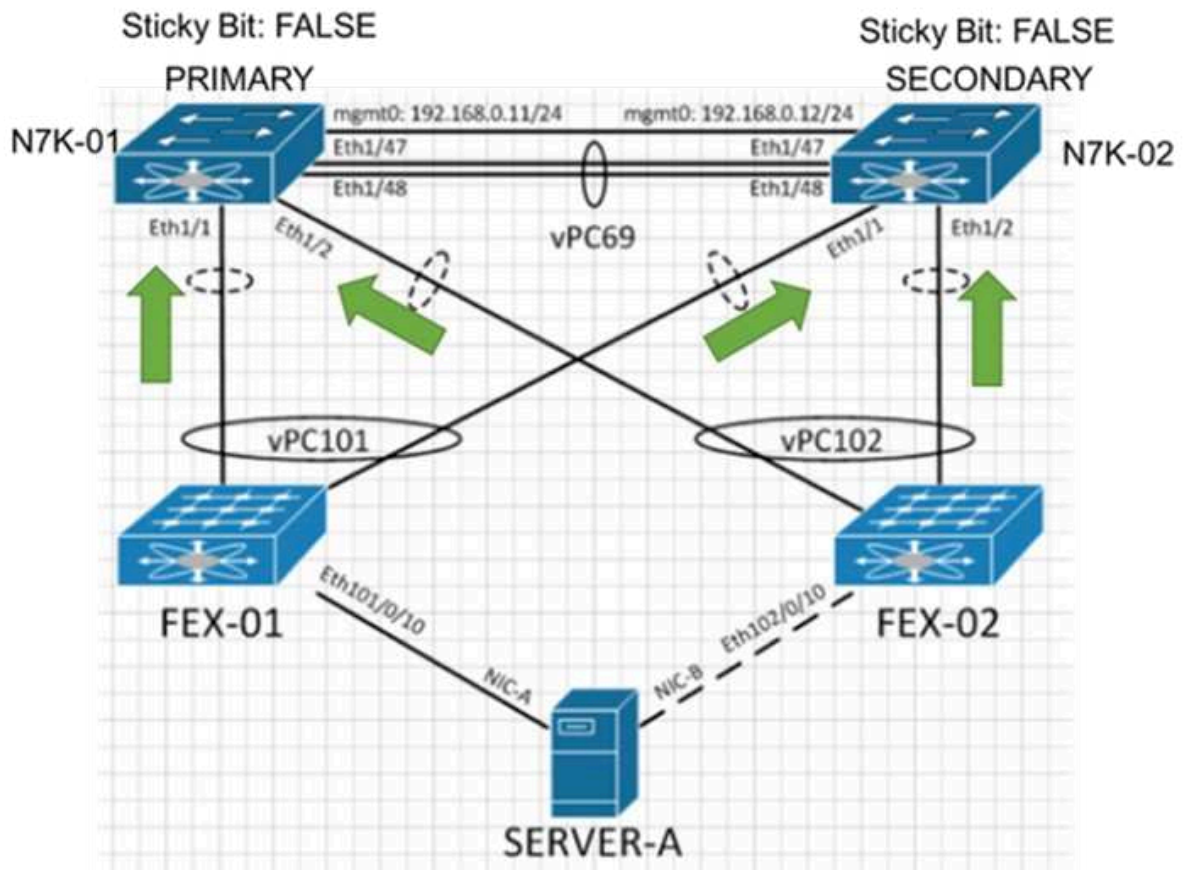 Sticky Bit: FALSE
Sticky Bit: FALSE
PRIMARY
SECONDARY
N7K-01
mgmt0: 192.168.0.11/24
mgmt0: 192.168.0.12/24
N7K-02
Eth1/47
Eth1/47
Eth1/48
Eth1/48
vPC69
Eth1/1
Eth1/2
Eth1/1
Eth1/2
vPC101
vPC102
FEX-01
FEX-02
Eth101/0/10
Eth102/0/10
NIC-A
NIC-B
SERVER-A